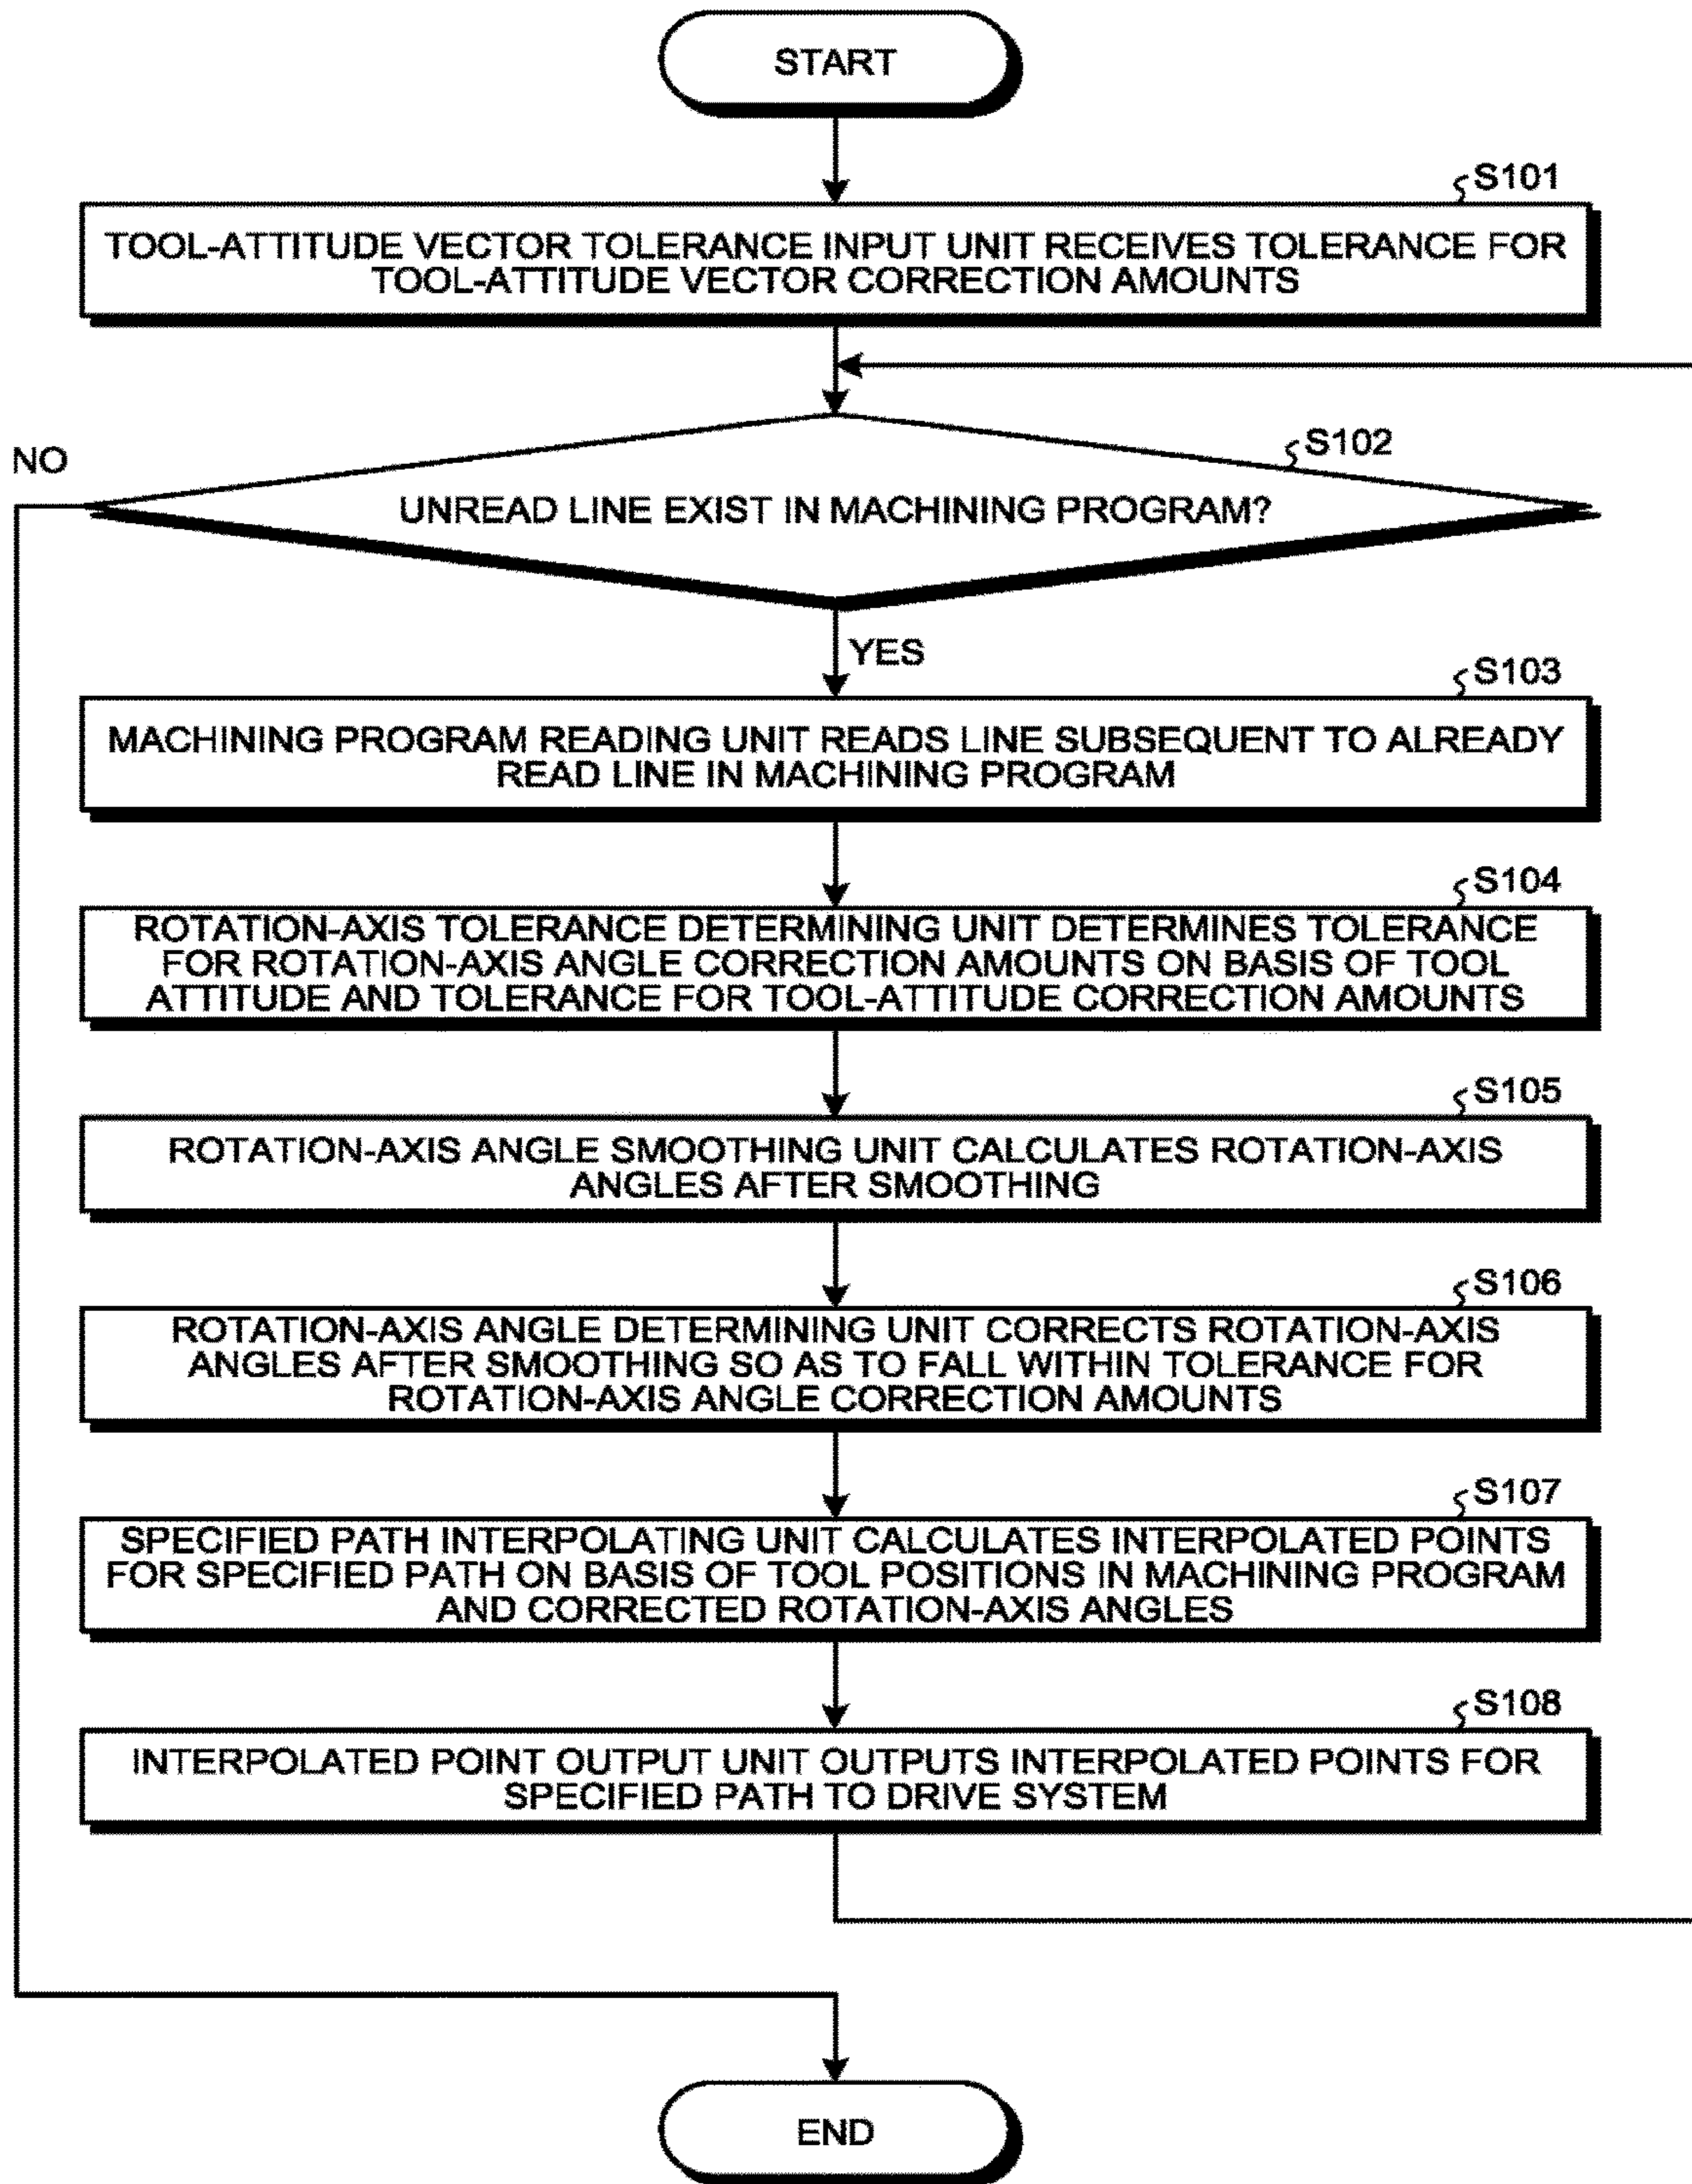 START
S101
TOOL-ATTITUDE VECTOR TOLERANCE INPUT UNIT RECEIVES TOLERANCE FOR
TOOL-ATTITUDE VECTOR CORRECTION AMOUNTS
S102
NO
UNREAD LINE EXIST IN MACHINING PROGRAM?
YES
S103
MACHINING PROGRAM READING UNIT READS LINE SUBSEQUENT TO ALREADY
READ LINE IN MACHINING PROGRAM
S104
ROTATION-AXIS TOLERANCE DETERMINING UNIT DETERMINES TOLERANCE
FOR ROTATION-AXIS ANGLE CORRECTION AMOUNTS ON BASIS OF TOOL
ATTITUDE AND TOLERANCE FOR TOOL-ATTITUDE CORRECTION AMOUNTS
S105
ROTATION-AXIS ANGLE SMOOTHING UNIT CALCULATES ROTATION-AXIS
ANGLES AFTER SMOOTHING
S106
ROTATION-AXIS ANGLE DETERMINING UNIT CORRECTS ROTATION-AXIS
ANGLES AFTER SMOOTHING SO AS TO FALL WITHIN TOLERANCE FOR
ROTATION-AXIS ANGLE CORRECTION AMOUNTS
S107
SPECIFIED PATH INTERPOLATING UNIT CALCULATES INTERPOLATED POINTS
FOR SPECIFIED PATH ON BASIS OF TOOL POSITIONS IN MACHINING PROGRAM
AND CORRECTED ROTATION-AXIS ANGLES
S108
INTERPOLATED POINT OUTPUT UNIT OUTPUTS INTERPOLATED POINTS FOR
SPECIFIED PATH TO DRIVE SYSTEM
END